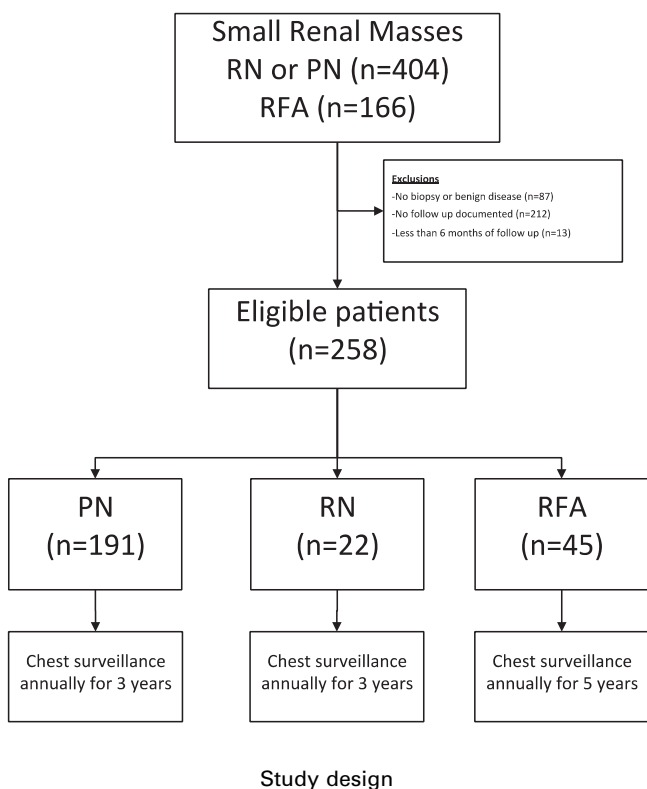 Small Renal Masses
RN or PN (n=404)
RFA (n=166)
Exclusions
-No biopsy or benign disease (n=87)
-No follow up documented (n=212)
-Less than 6 months of follow up (n=13)
Eligible patients
(n=258)
PN
(n=191)
RN
(n=22)
RFA
(n=45)
Chest surveillance
annually for 3 years
Chest surveillance
annually for 3 years
Chest surveillance
annually for 5 years
Study design